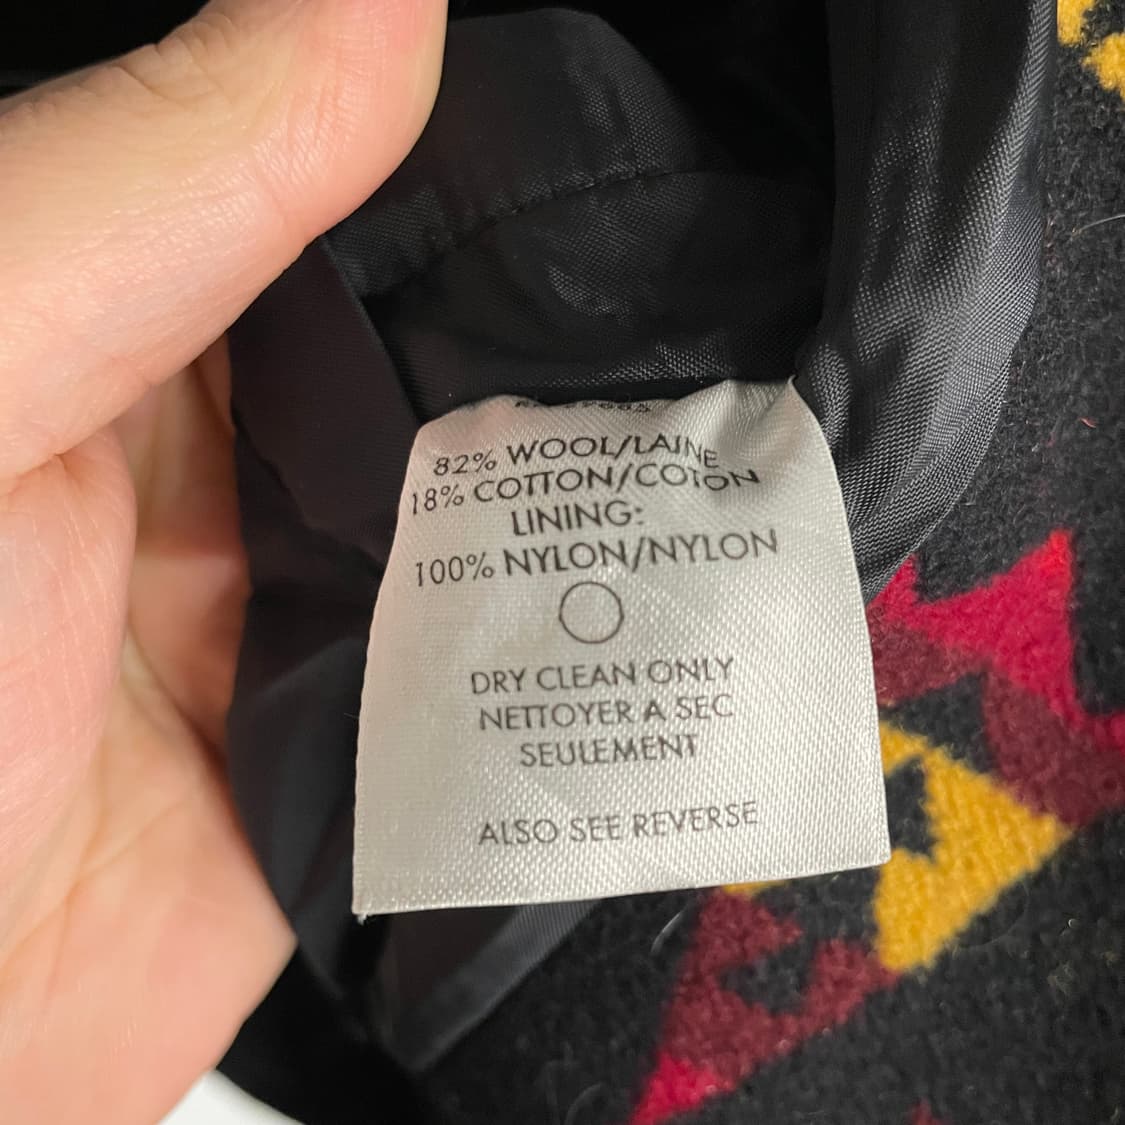 82% WOOL/LAINE
18% COTTON/COTON
LINING:
100% NYLON/NYLON
DRY CLEAN ONLY
NETTOYER A SEC
SEULEMENT
ALSO SEE REVERSE